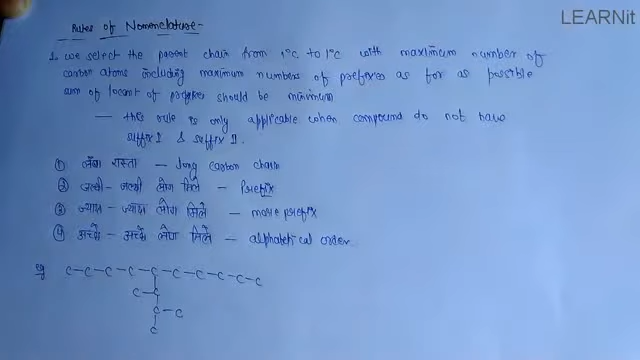 LEARNit
Rules of Nomenclature-
1. we select the parent chain from 1°C to 1°C with maximum number of
carbon atoms including maximum numbers of prefixes as for as possible
sum of locant of prefixes should be minimum
— this rule is only applicable when compound do not have
suffix I & suffix II.
① लंबा रास्ता — long carbon chain
② जल्दी-जल्दी लोग मिले — Prefix
③ ज्यादा-ज्यादा लोग मिले — more prefix
④ अच्छे-अच्छे लोग मिले — alphabetical order
eg C-C-C-C-C-C-C-C-C-C
C-C
C-C
C